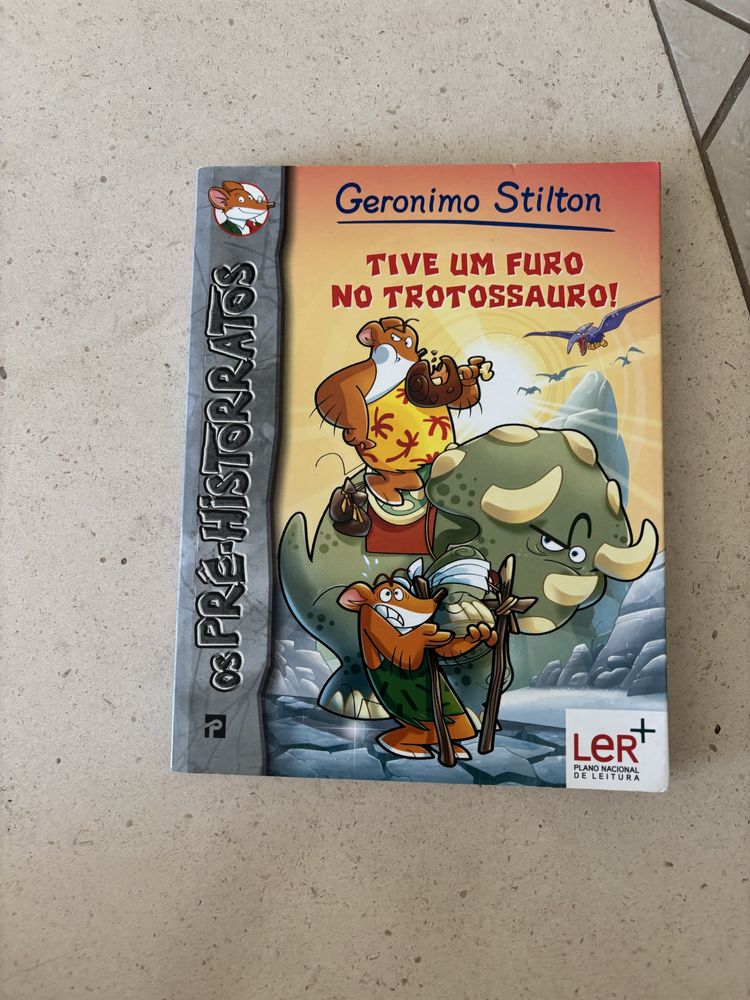 Geronimo Stilton
TIVE UM FURO
NO TROTOSSAURO!
OS PRÉ-HISTORRATOS
LeR+
PLANO NACIONAL
DE LEITURA